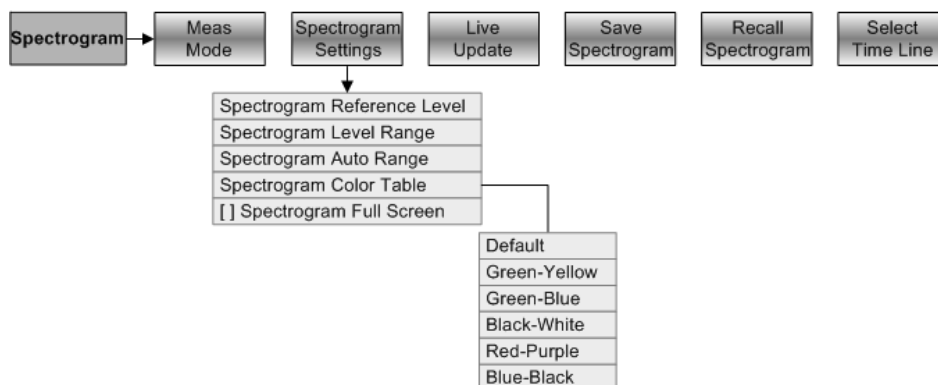 Spectrogram
Meas
Mode
Spectrogram
Settings
Live
Update
Save
Spectrogram
Recall
Spectrogram
Select
Time Line
Spectrogram Reference Level
Spectrogram Level Range
Spectrogram Auto Range
Spectrogram Color Table
[ ] Spectrogram Full Screen
Default
Green-Yellow
Green-Blue
Black-White
Red-Purple
Blue-Black